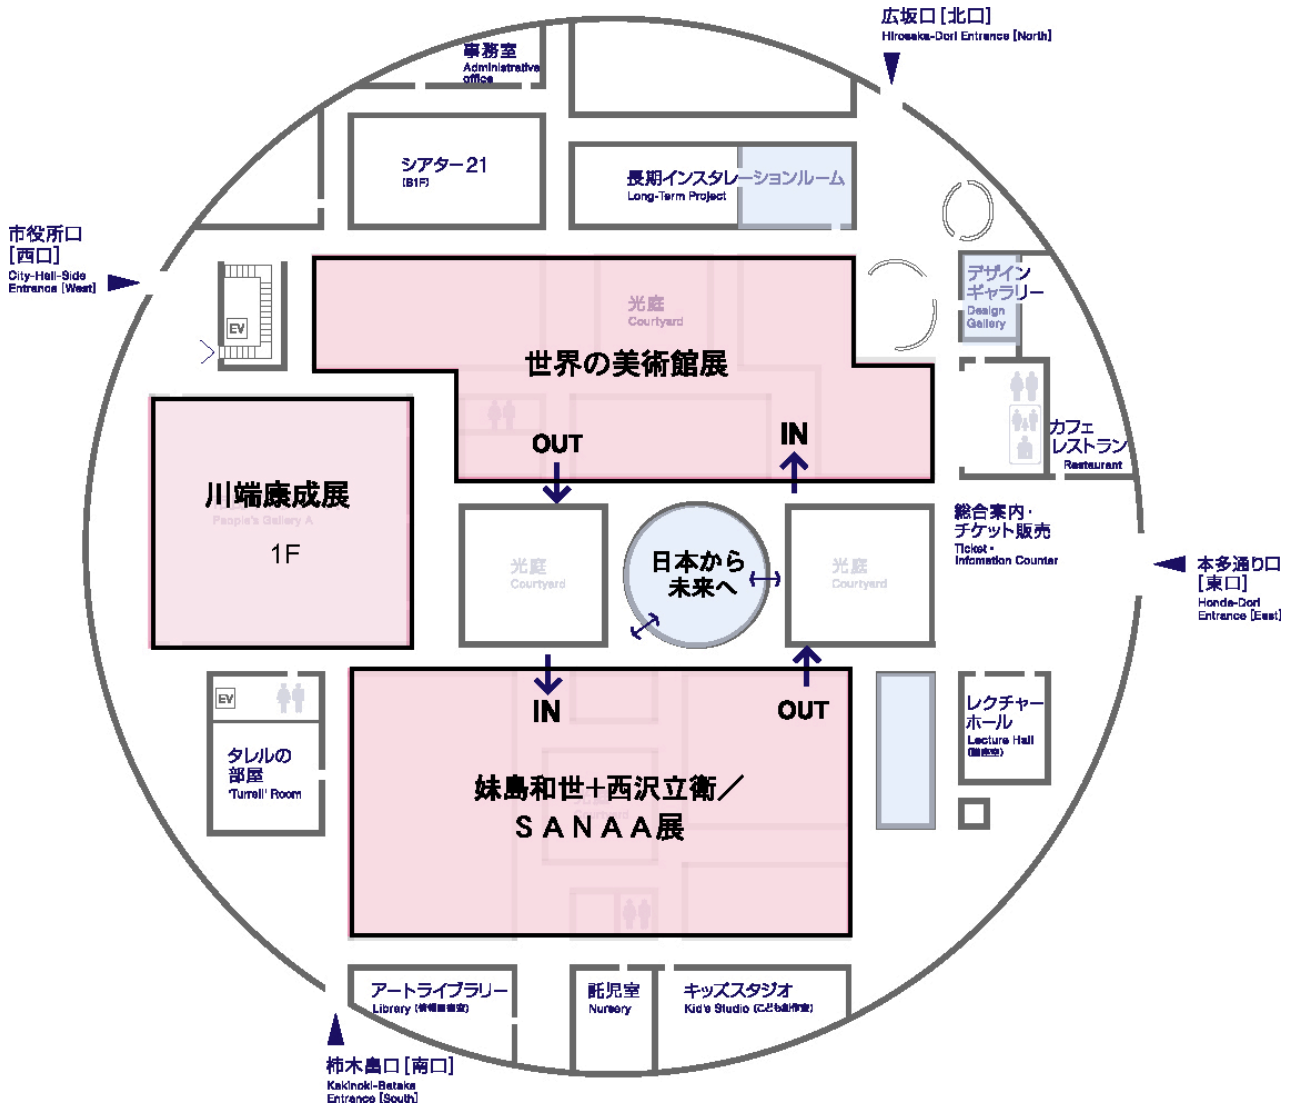 広坂口 [北口]
Hirosaka-Dori Entrance [North]
事務室
Administrative
office
シアター21
(B1F)
長期インスタレーションルーム
Long-Term Project
市役所口
[西口]
City-Hall-Side
Entrance [West]
EV
光庭
Courtyard
デザイン
ギャラリー
Design
Gallery
世界の美術館展
OUT
IN
カフェ
レストラン
Restaurant
川端康成展
People's Gallery A
1F
総合案内・
チケット販売
Ticket・
Infomation Counter
光庭
Courtyard
日本から
未来へ
光庭
Courtyard
本多通り口
[東口]
Honda-Dori
Entrance [East]
EV
タレルの
部屋
'Turrell' Room
IN
OUT
レクチャー
ホール
Lecture Hall
妹島和世+西沢立衛／
SANAA展
アートライブラリー
Library
託児室
Nursery
キッズスタジオ
Kid's Studio (こども創作室)
柿木畠口 [南口]
Kakinoki-Batake
Entrance [South]